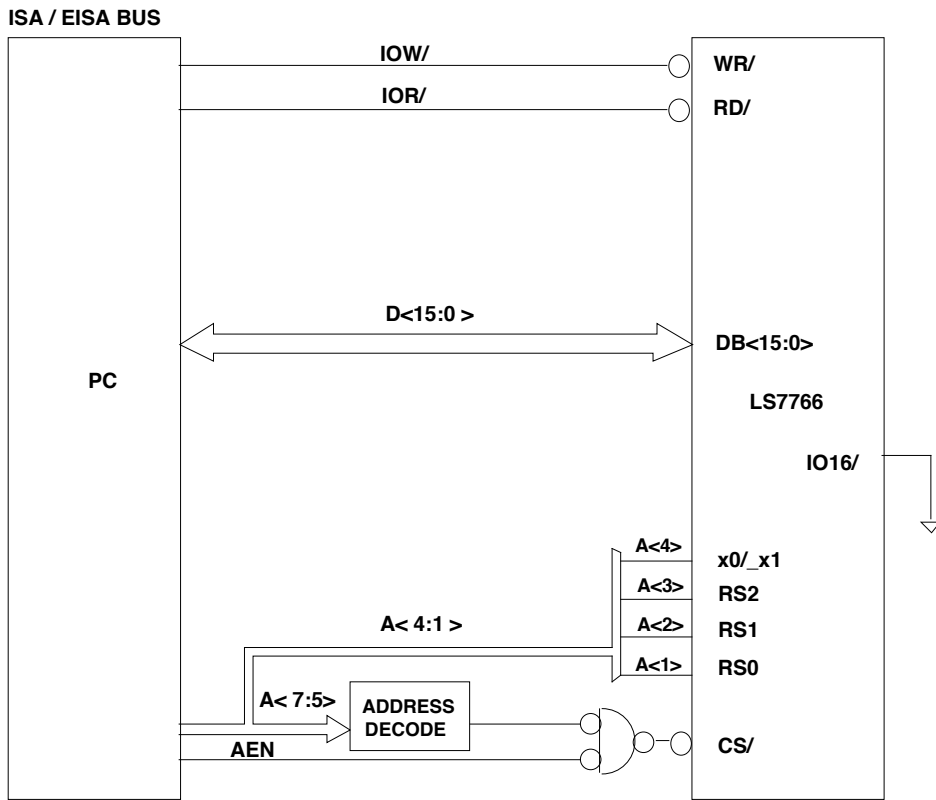 ISA / EISA BUS
IOW/
WR/
IOR/
RD/
D<15:0 >
DB<15:0>
PC
LS7766
IO16/
A<4>
x0/_x1
A<3>
RS2
A< 4:1 >
A<2>
RS1
A<1>
RS0
A< 7:5>
ADDRESS
DECODE
AEN
CS/